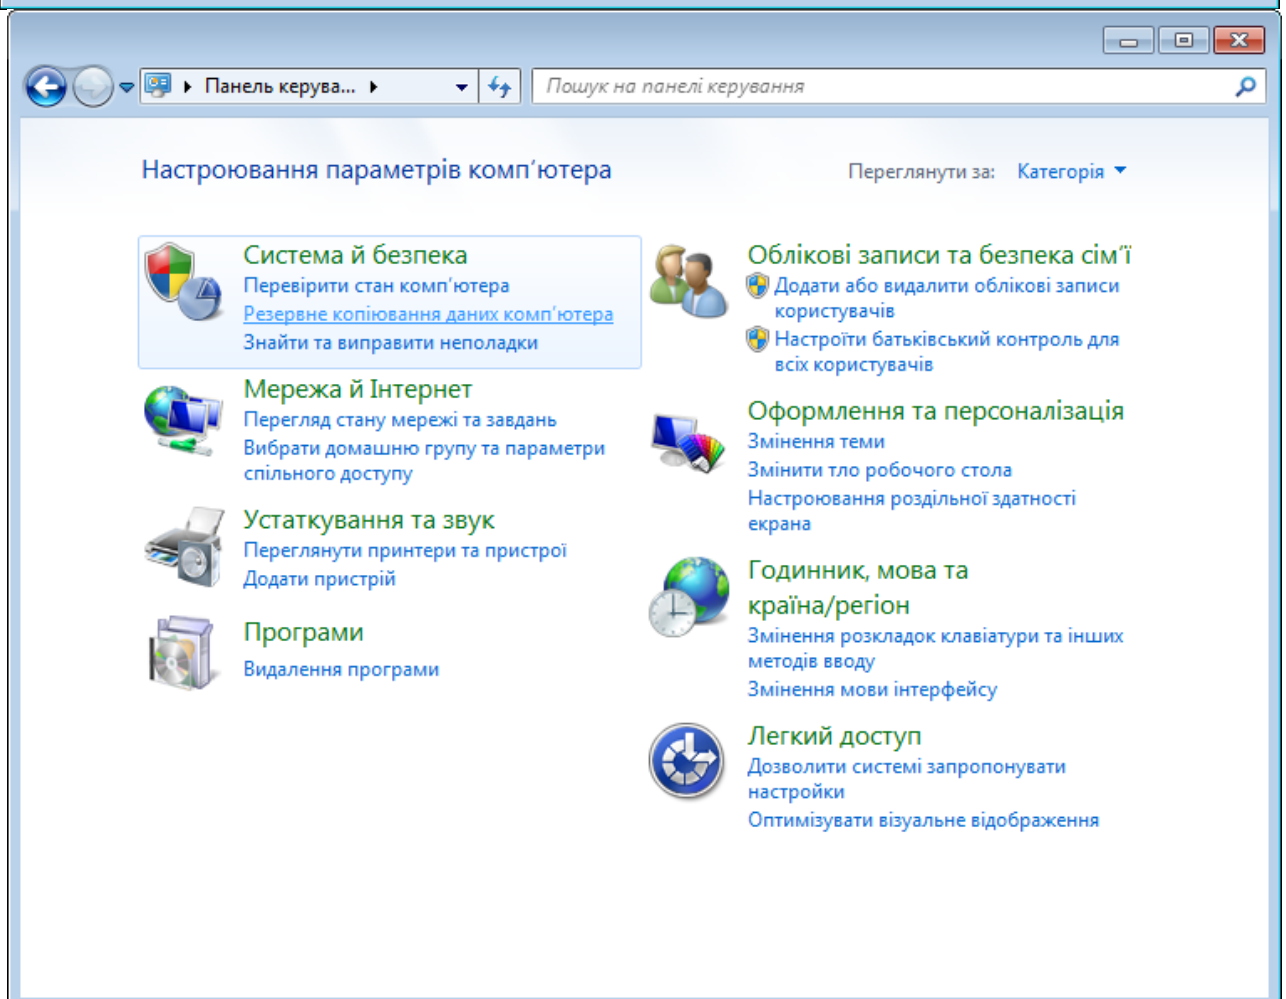 Панель керува...
Пошук на панелі керування
Настроювання параметрів комп’ютера
Переглянути за: Категорія
Система й безпека
Перевірити стан комп’ютера
Резервне копіювання даних комп’ютера
Знайти та виправити неполадки
Мережа й Інтернет
Перегляд стану мережі та завдань
Вибрати домашню групу та параметри
спільного доступу
Устаткування та звук
Переглянути принтери та пристрої
Додати пристрій
Програми
Видалення програми
Облікові записи та безпека сім’ї
Додати або видалити облікові записи
користувачів
Настроїти батьківський контроль для
всіх користувачів
Оформлення та персоналізація
Змінення теми
Змінити тло робочого стола
Настроювання роздільної здатності
екрана
Годинник, мова та
країна/регіон
Змінення розкладок клавіатури та інших
методів вводу
Змінення мови інтерфейсу
Легкий доступ
Дозволити системі запропонувати
настройки
Оптимізувати візуальне відображення